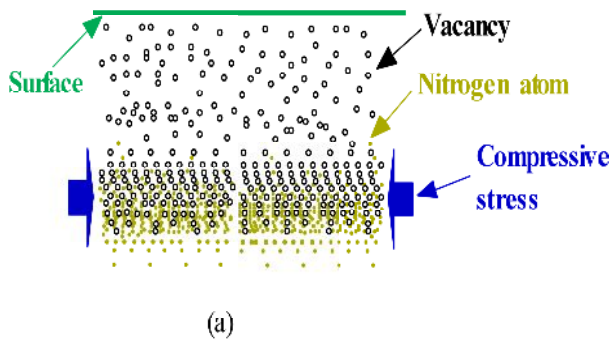 Vacancy
Surface
Nitrogen atom
Compressive
stress
(a)